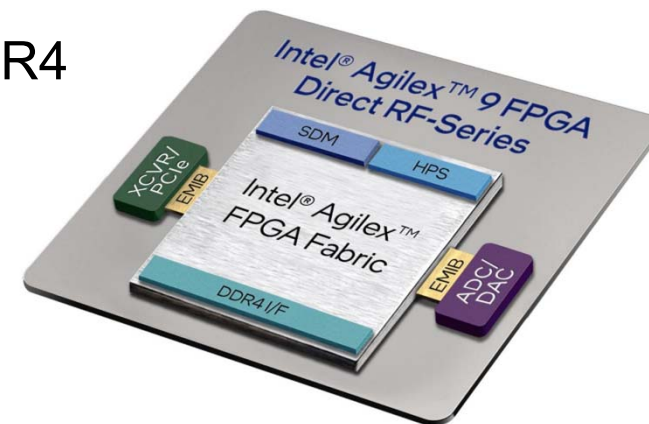 R4
Intel® Agilex™ 9 FPGA
Direct RF-Series
SDM
HPS
XCVR/
PCIe
EMIB
Intel® Agilex™
FPGA Fabric
EMIB
ADC/
DAC
DDR4 I/F